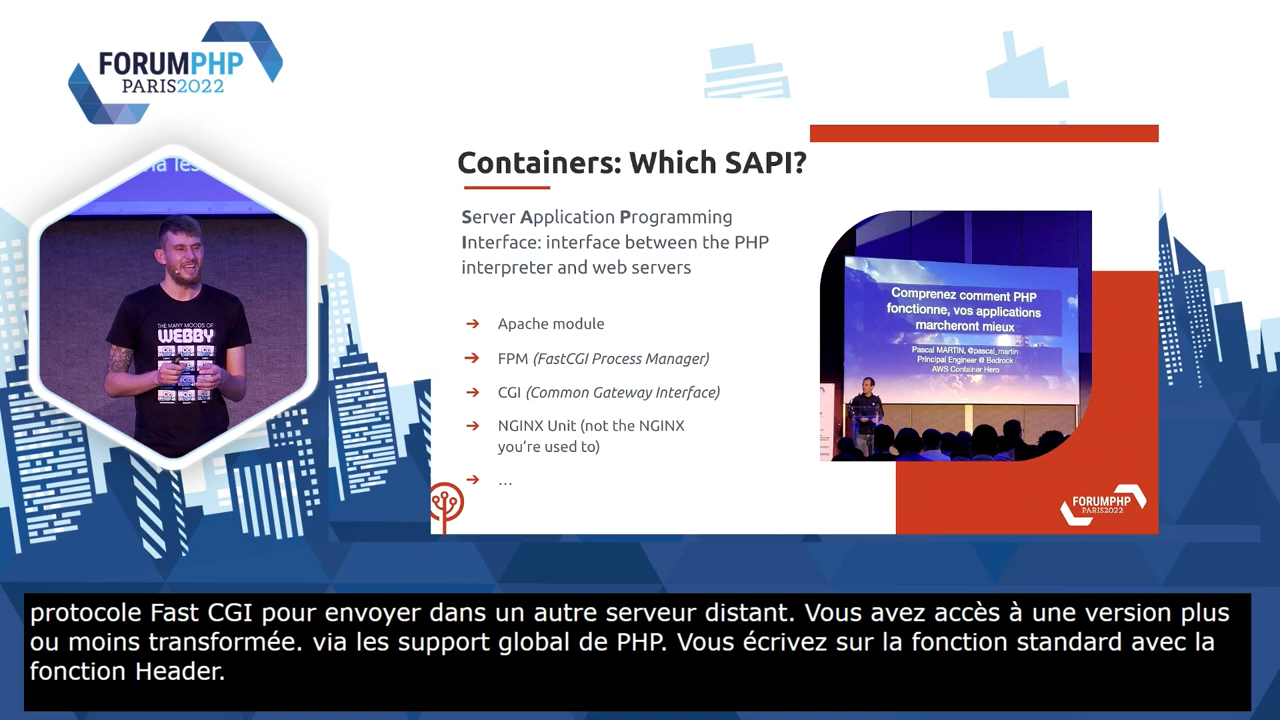 FORUMPHP
PARIS2022
via les
THE MANY MOODS OF
WEBBY
Containers: Which SAPI?
Server Application Programming
Interface: interface between the PHP
interpreter and web servers
➔ Apache module
➔ FPM (FastCGI Process Manager)
➔ CGI (Common Gateway Interface)
➔ NGINX Unit (not the NGINX
you’re used to)
➔ …
Comprenez comment PHP
fonctionne, vos applications
marcheront mieux
Pascal MARTIN, @pascal_martin
Principal Engineer @ Bedrock
AWS Container Hero
FORUMPHP
PARIS2022
protocole Fast CGI pour envoyer dans un autre serveur distant. Vous avez accès à une version plus
ou moins transformée. via les support global de PHP. Vous écrivez sur la fonction standard avec la
fonction Header.